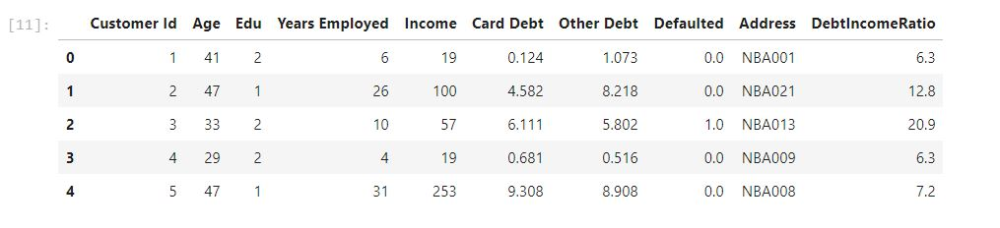 [11]: Customer Id Age Edu Years Employed Income Card Debt Other Debt Defaulted Address DebtIncomeRatio
0 1 41 2 6 19 0.124 1.073 0.0 NBA001 6.3
1 2 47 1 26 100 4.582 8.218 0.0 NBA021 12.8
2 3 33 2 10 57 6.111 5.802 1.0 NBA013 20.9
3 4 29 2 4 19 0.681 0.516 0.0 NBA009 6.3
4 5 47 1 31 253 9.308 8.908 0.0 NBA008 7.2